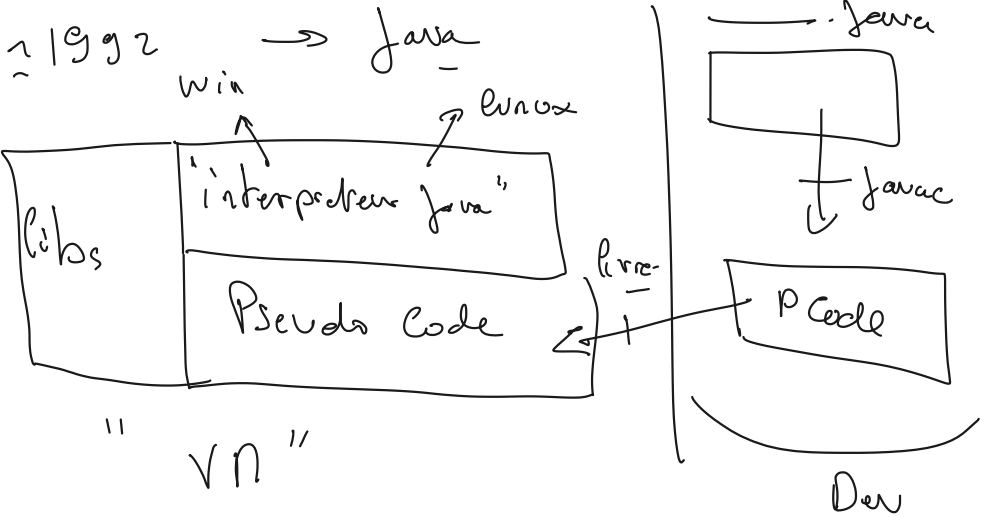 ~ 1992 → Java
win
Linux
"interpreteur Java"
libs
Pseudo Code
"VM"
.java
javac
livre
PCode
Dev